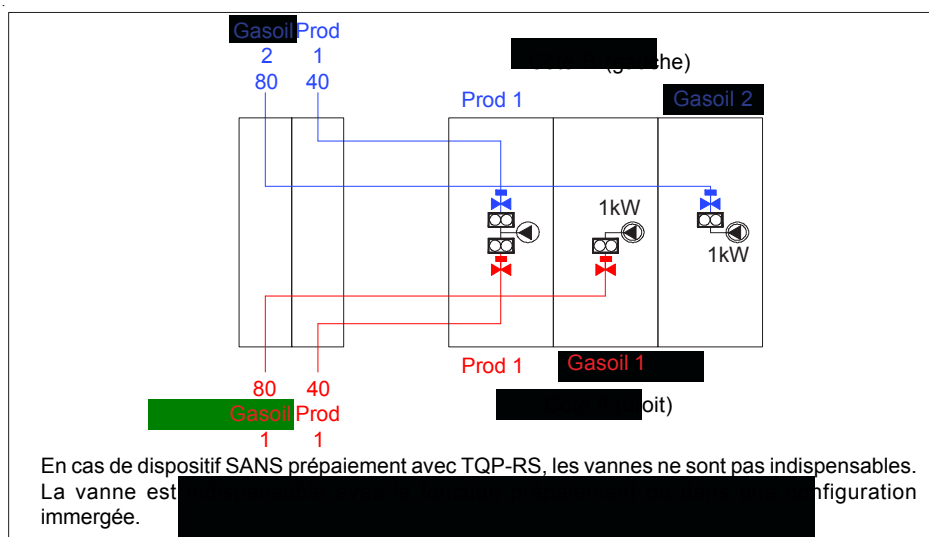 Gasoil Prod
2 1
80 40
(gauche)
Prod 1 Gasoil 2
1kW
1kW
Prod 1 Gasoil 1
80 40
Gasoil Prod
1 1
En cas de dispositif SANS prépaiement avec TQP-RS, les vannes ne sont pas indispensables.
La vanne est
immergée.